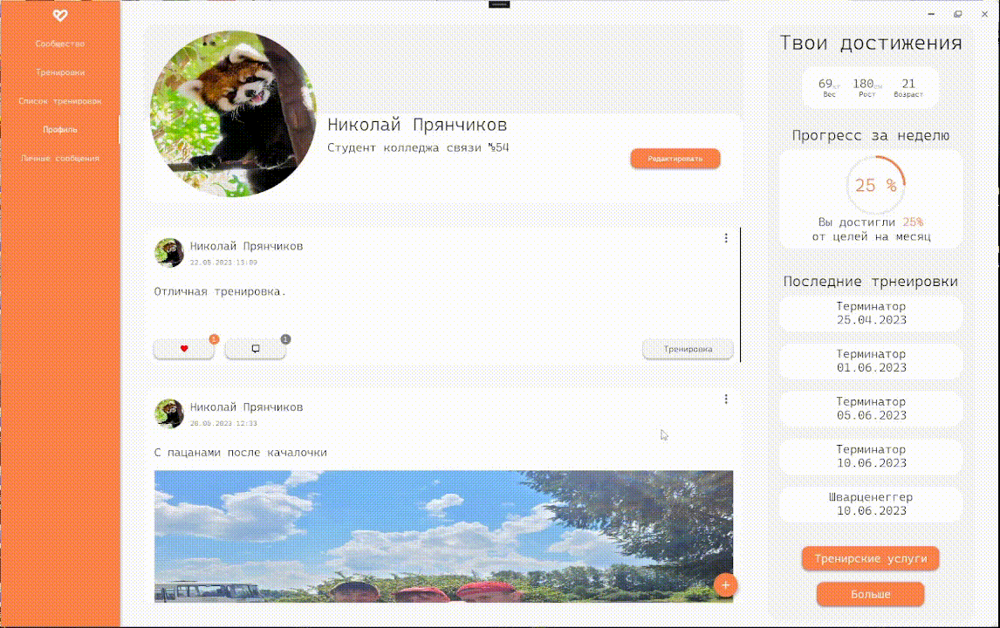 Сообщество
Тренировки
Список тренировок
Профиль
Личные сообщения
Николай Прянчиков
Студент колледжа связи №54
Редактировать
Николай Прянчиков
22.05.2023 13:09
Отличная тренировка.
1
1
Тренировка
Николай Прянчиков
20.06.2023 12:33
С пацанами после качалочки
Твои достижения
69кг 180см 21
Вес Рост Возраст
Прогресс за неделю
25 %
Вы достигли 25%
от целей на месяц
Последние трнеировки
Терминатор
25.04.2023
Терминатор
01.06.2023
Терминатор
05.06.2023
Терминатор
10.06.2023
Шварценеггер
10.06.2023
Тренирские услуги
Больше